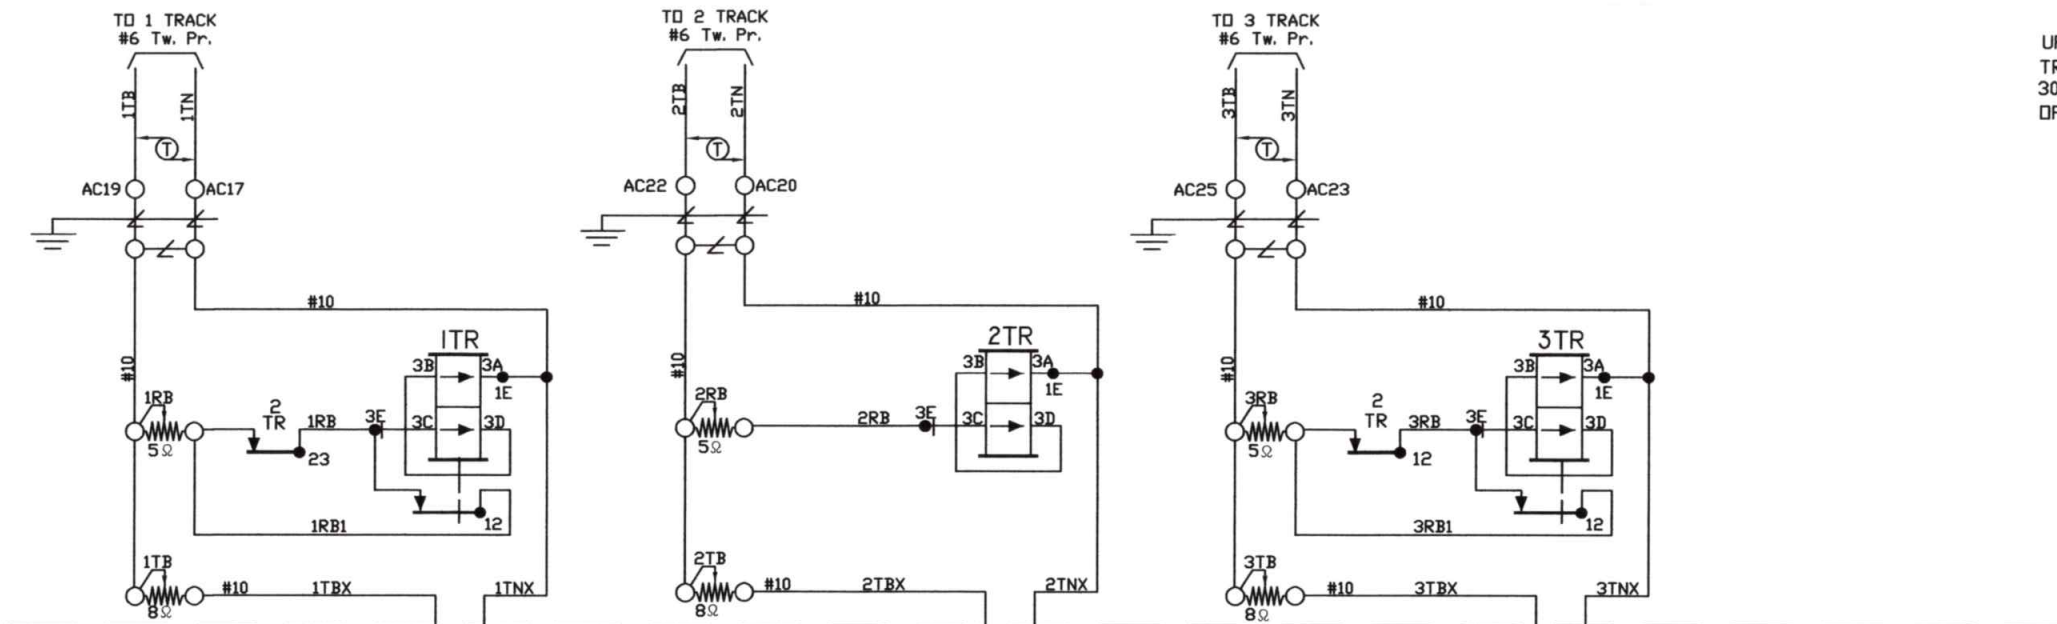 TO 1 TRACK
#6 Tw. Pr.
1TB
1TN
T
AC19
AC17
#10
#10
1TR
3B
3A
1E
1RB
5Ω
2
TR
23
1RB
3E
3C
3D
12
1RB1
1TB
8Ω
#10
1TBX
1TNX
TO 2 TRACK
#6 Tw. Pr.
2TB
2TN
T
AC22
AC20
#10
#10
2TR
3B
3A
1E
2RB
5Ω
2RB
3E
3C
3D
2TB
8Ω
#10
2TBX
2TNX
TO 3 TRACK
#6 Tw. Pr.
3TB
3TN
T
AC25
AC23
#10
#10
3TR
3B
3A
1E
3RB
5Ω
2
TR
12
3RB
3E
3C
3D
12
3RB1
3TB
8Ω
#10
3TBX
3TNX
TR
30